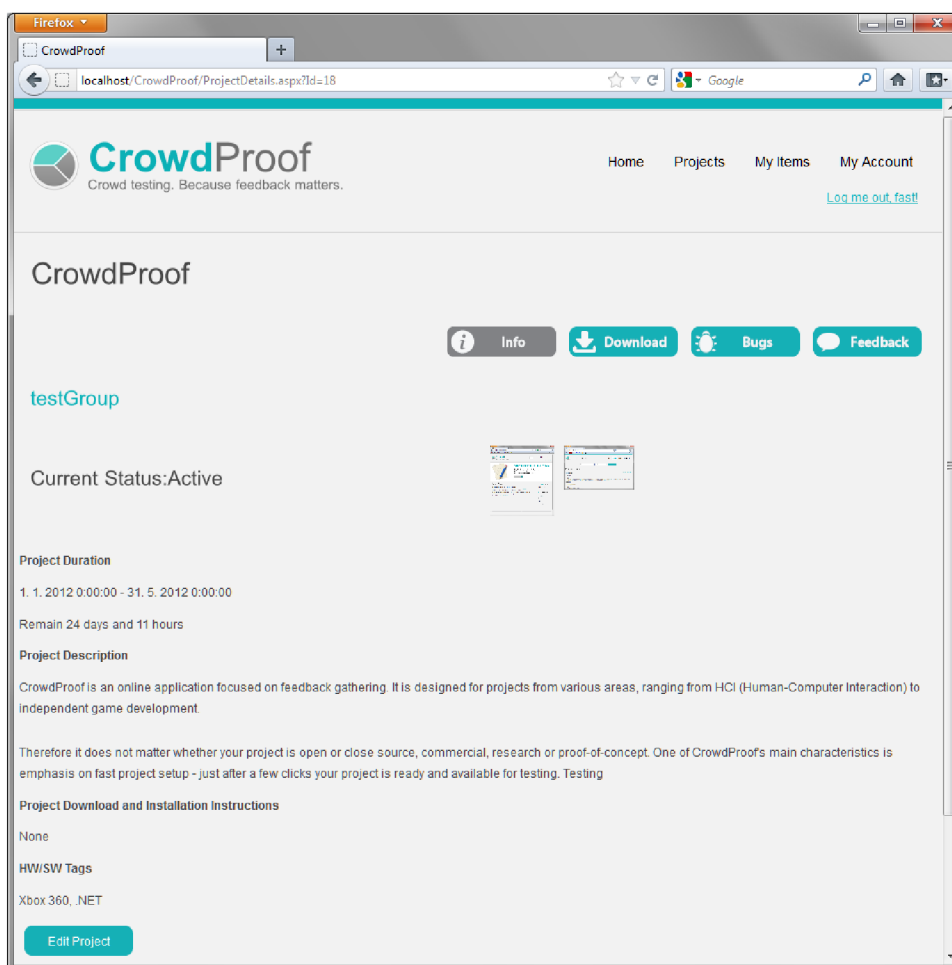 Firefox
CrowdProof
localhost/CrowdProof/ProjectDetails.aspx?Id=18
Google
CrowdProof
Crowd testing. Because feedback matters.
Home Projects My Items My Account
Log me out, fast!
CrowdProof
Info Download Bugs Feedback
testGroup
Current Status:Active
Project Duration
1. 1. 2012 0:00:00 - 31. 5. 2012 0:00:00
Remain 24 days and 11 hours
Project Description
CrowdProof is an online application focused on feedback gathering. It is designed for projects from various areas, ranging from HCI (Human-Computer Interaction) to
independent game development.
Therefore it does not matter whether your project is open or close source, commercial, research or proof-of-concept. One of CrowdProof's main characteristics is
emphasis on fast project setup - just after a few clicks your project is ready and available for testing. Testing
Project Download and Installation Instructions
None
HW/SW Tags
Xbox 360, .NET
Edit Project